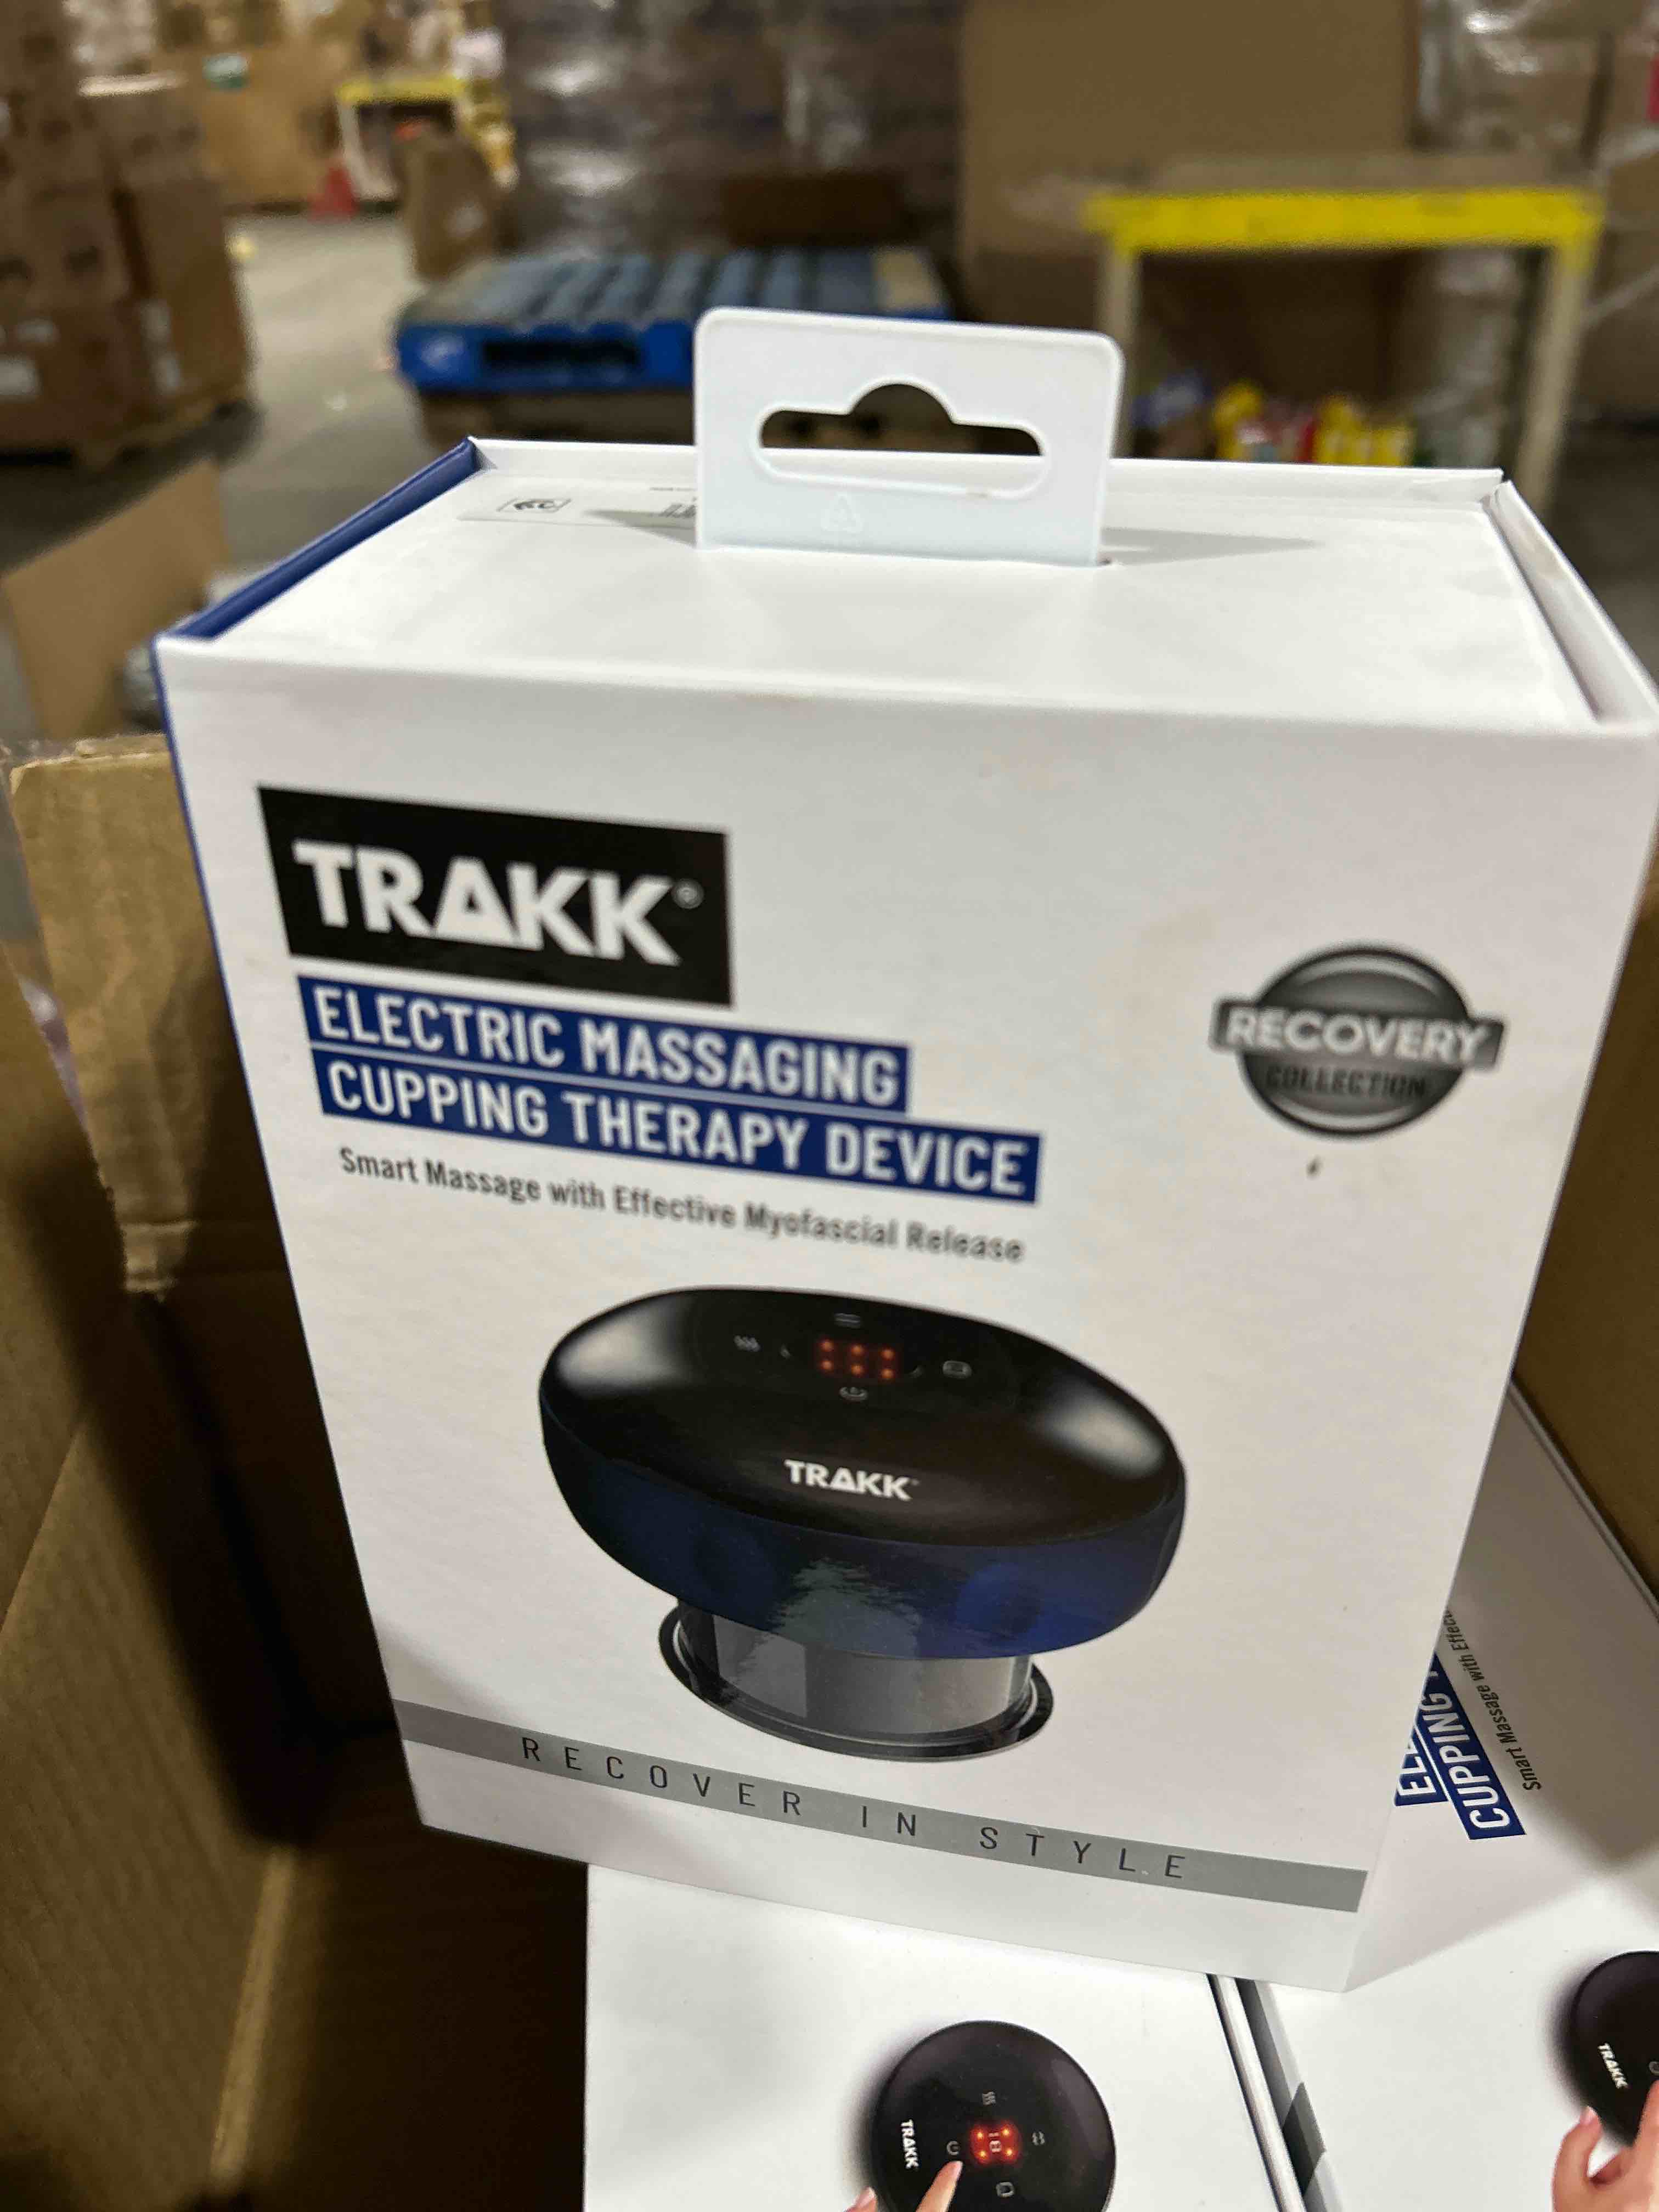 TRAKK®
ELECTRIC MASSAGING
CUPPING THERAPY DEVICE
Smart Massage with Effective Myofascial Release
RECOVERY
COLLECTION
TRAKK
RECOVER IN STYLE
CUPPING
Smart Massage with
TRAKK
18
TRAKK